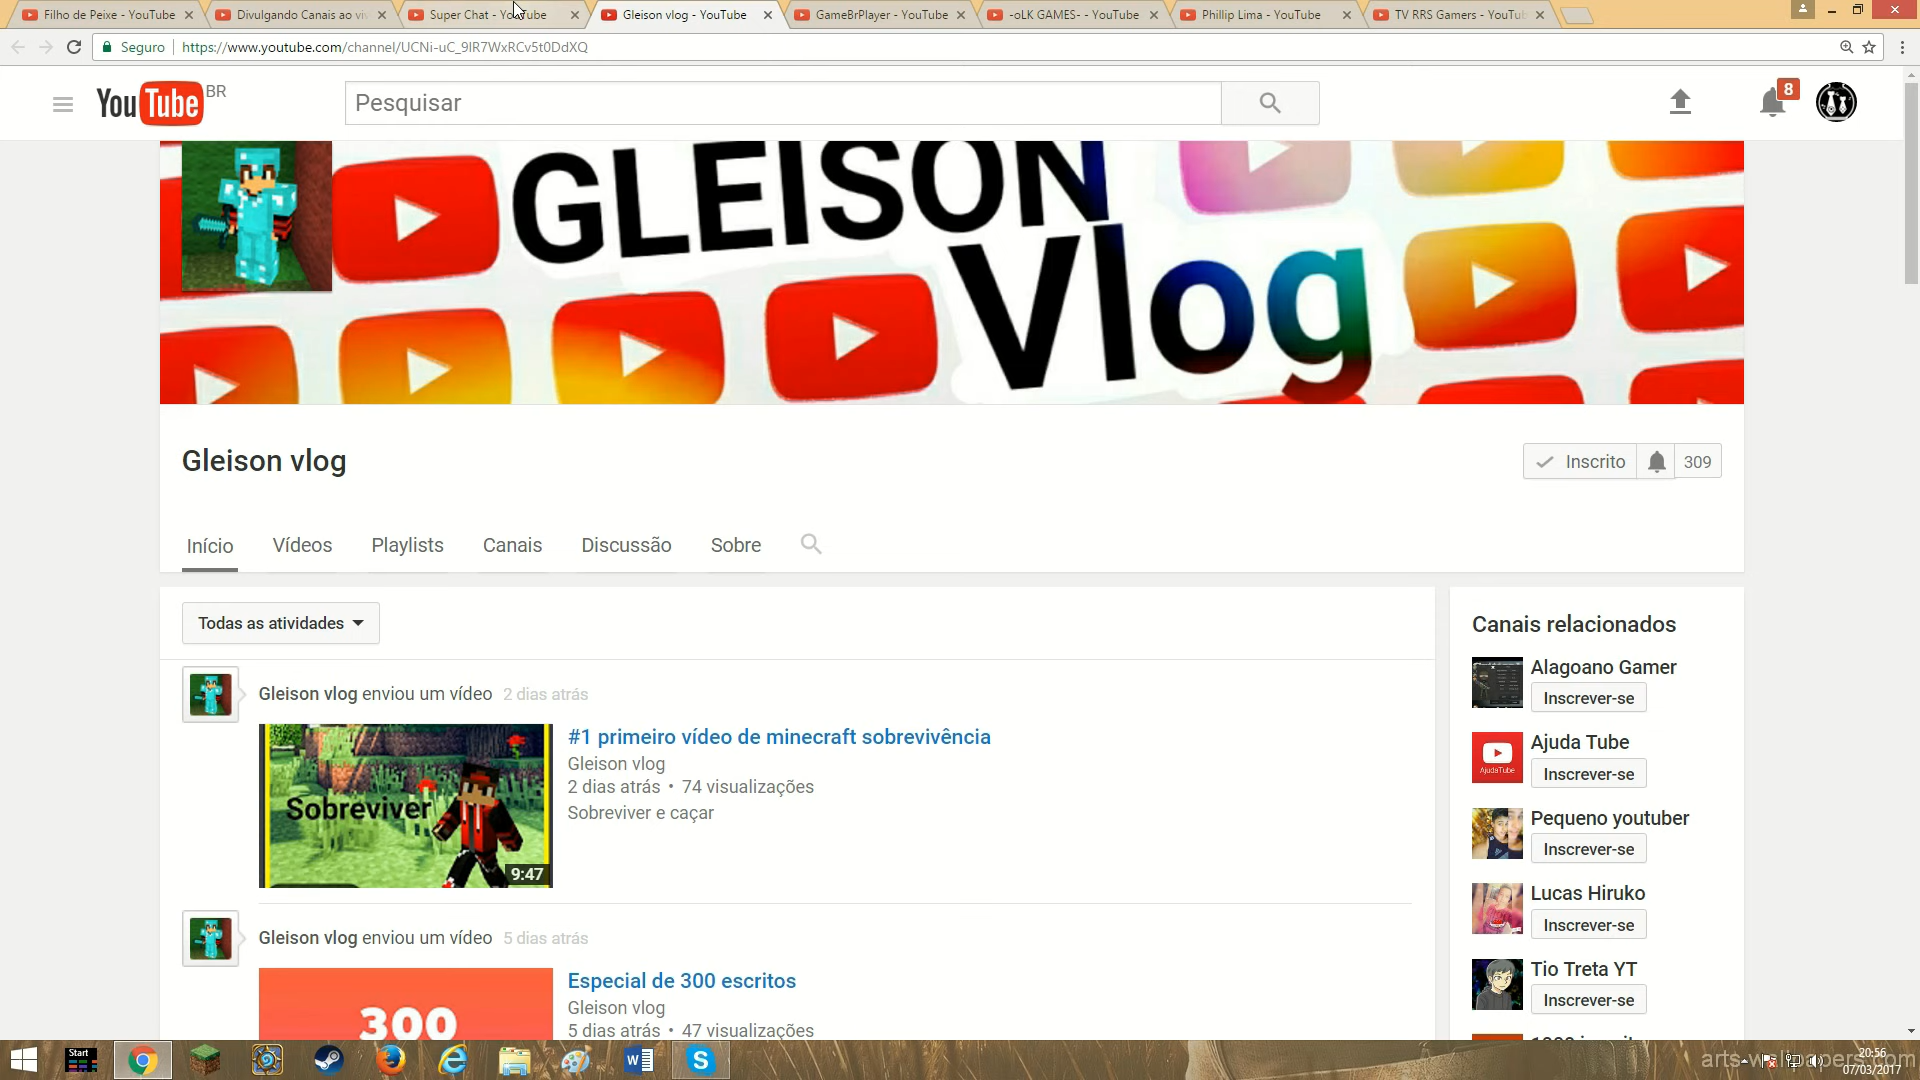 Filho de Peixe - YouTube
Divulgando Canais ao viv
Super Chat - YouTube
Gleison vlog - YouTube
GameBrPlayer - YouTube
-oLK GAMES- - YouTube
Phillip Lima - YouTube
TV RRS Gamers - YouTub
Seguro
https://www.youtube.com/channel/UCNi-uC_9IR7WxRCv5t0DdXQ
YouTube BR
Pesquisar
8
GLEISON
Vlog
Gleison vlog
Inscrito
309
Início
Vídeos
Playlists
Canais
Discussão
Sobre
Todas as atividades
Gleison vlog enviou um vídeo 2 dias atrás
Sobreviver
9:47
#1 primeiro vídeo de minecraft sobrevivência
Gleison vlog
2 dias atrás • 74 visualizações
Sobreviver e caçar
Gleison vlog enviou um vídeo 5 dias atrás
300
Especial de 300 escritos
Gleison vlog
5 dias atrás • 47 visualizações
Canais relacionados
Alagoano Gamer
Inscrever-se
AjudaTube
Ajuda Tube
Inscrever-se
Pequeno youtuber
Inscrever-se
Lucas Hiruko
Inscrever-se
Tio Treta YT
Inscrever-se
Start
arts-wallpapers.com
20:56
07/03/2017